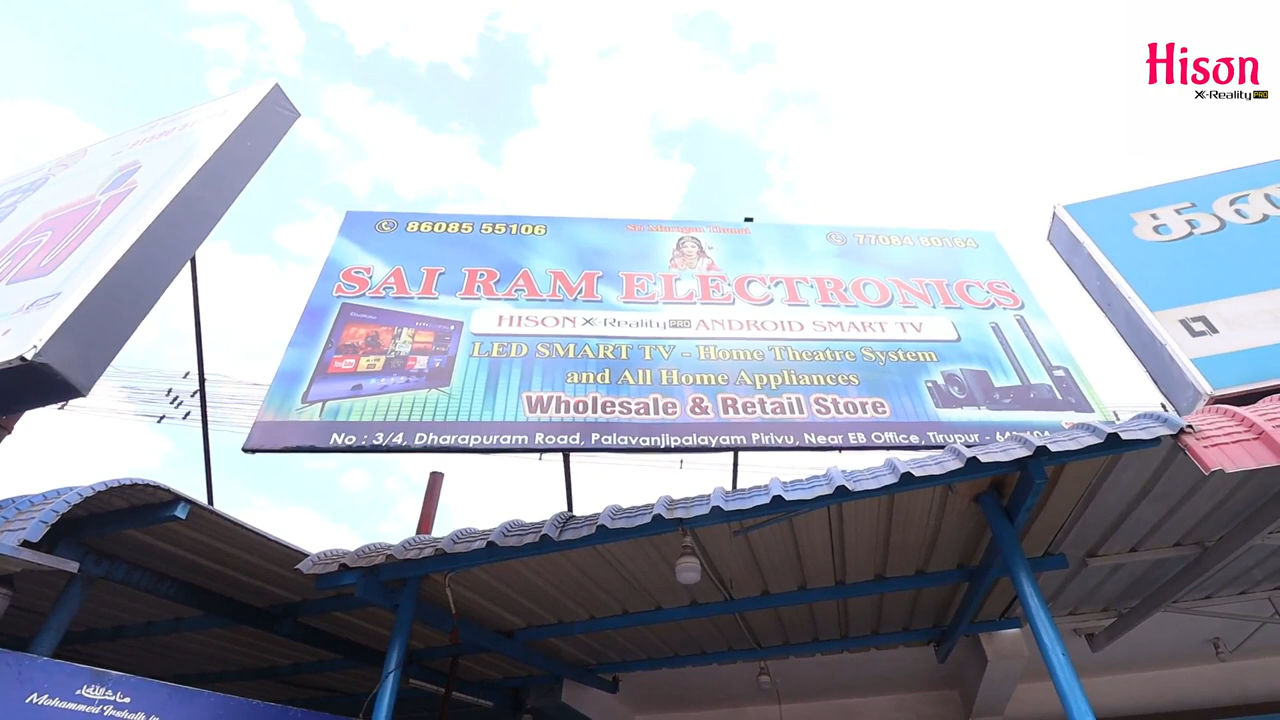 Hison
X-Reality PRO
86085 55106
Sri Murugan Thunai
77084 80164
SAI RAM ELECTRONICS
HISON X-Reality PRO ANDROID SMART TV
LED SMART TV - Home Theatre System
and All Home Appliances
Wholesale & Retail Store
No : 3/4, Dharapuram Road, Palavanjipalayam Pirivu, Near EB Office, Tirupur -
Mohammed